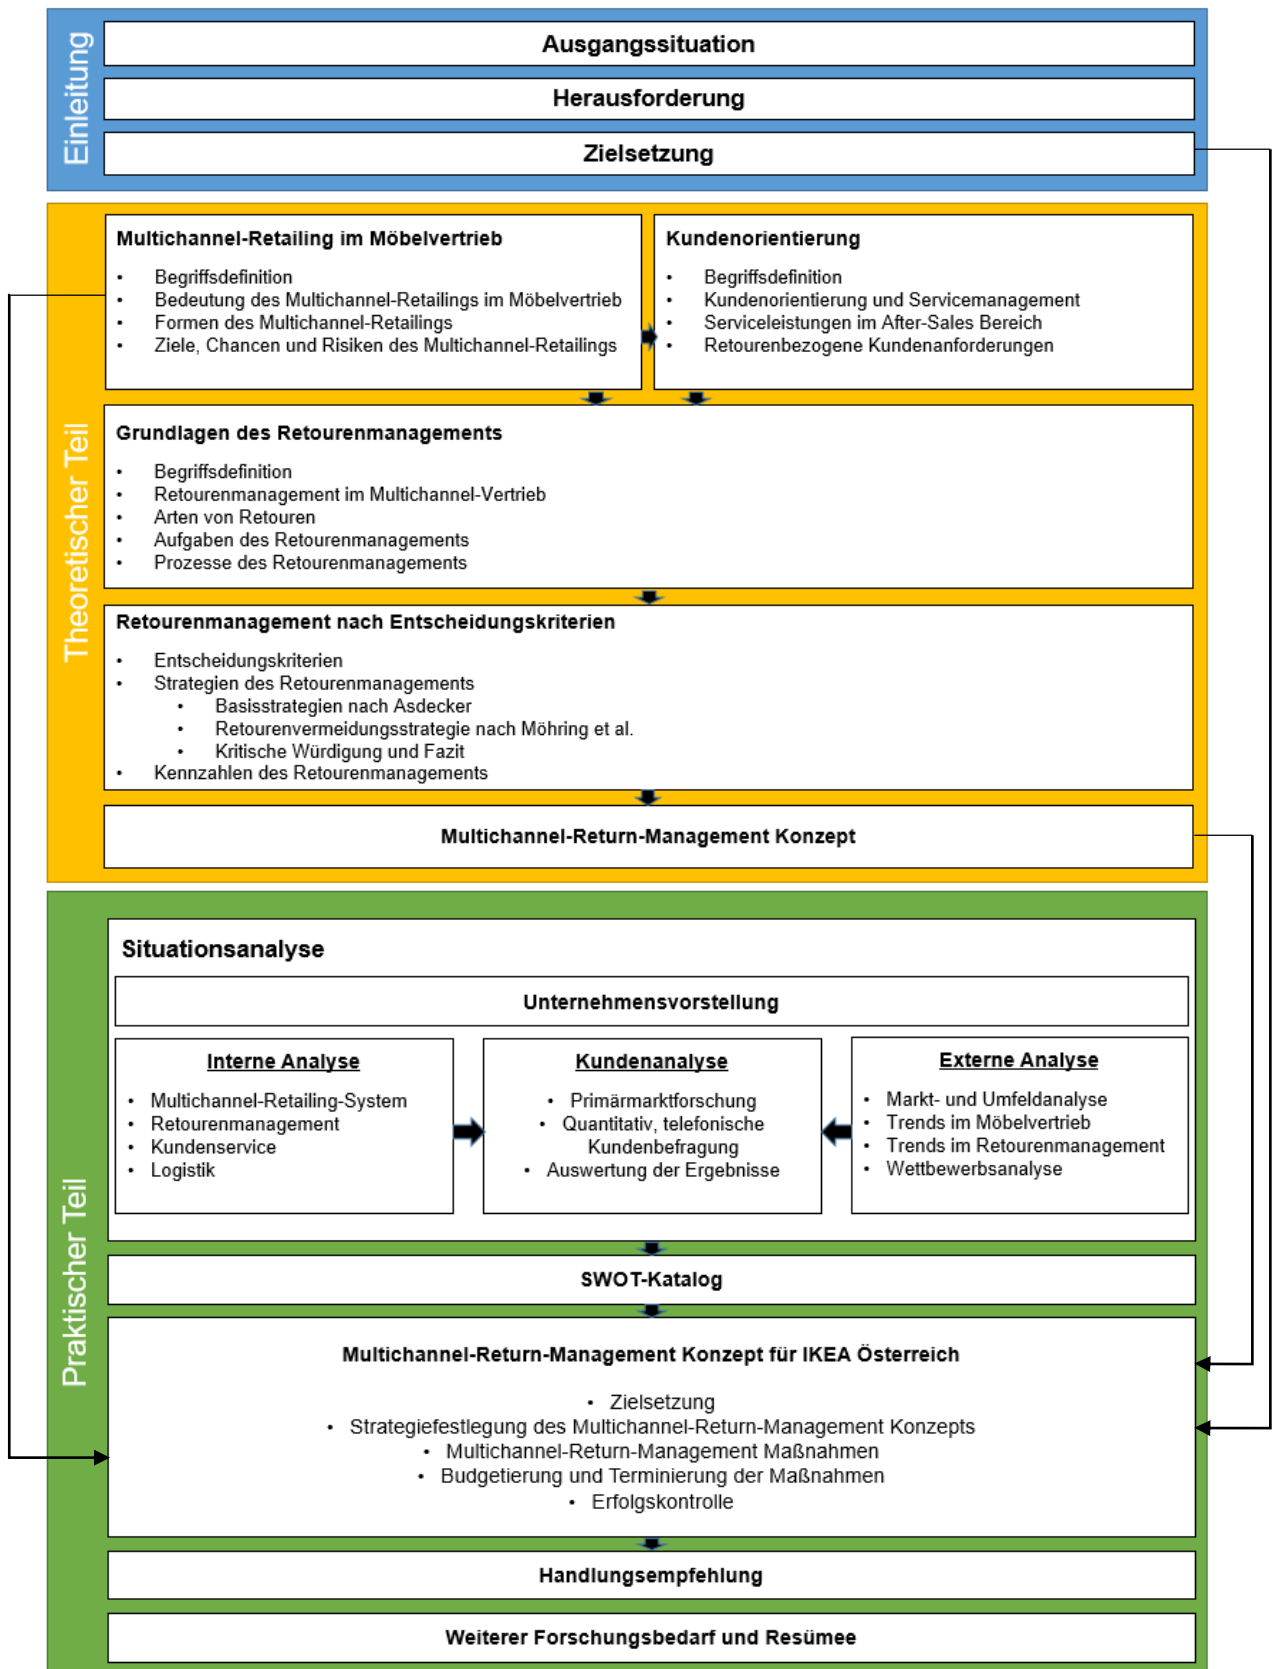 Einleitung
Ausgangssituation
Herausforderung
Zielsetzung
Theoretischer Teil
Multichannel-Retailing im Möbelvertrieb
• Begriffsdefinition
• Bedeutung des Multichannel-Retailings im Möbelvertrieb
• Formen des Multichannel-Retailings
• Ziele, Chancen und Risiken des Multichannel-Retailings
Kundenorientierung
• Begriffsdefinition
• Kundenorientierung und Servicemanagement
• Serviceleistungen im After-Sales Bereich
• Retourenbezogene Kundenanforderungen
Grundlagen des Retourenmanagements
• Begriffsdefinition
• Retourenmanagement im Multichannel-Vertrieb
• Arten von Retouren
• Aufgaben des Retourenmanagements
• Prozesse des Retourenmanagements
Retourenmanagement nach Entscheidungskriterien
• Entscheidungskriterien
• Strategien des Retourenmanagements
• Basisstrategien nach Asdecker
• Retourenvermeidungsstrategie nach Möhring et al.
• Kritische Würdigung und Fazit
• Kennzahlen des Retourenmanagements
Multichannel-Return-Management Konzept
Praktischer Teil
Situationsanalyse
Unternehmensvorstellung
Interne Analyse
• Multichannel-Retailing-System
• Retourenmanagement
• Kundenservice
• Logistik
Kundenanalyse
• Primärmarktforschung
• Quantitativ, telefonische
Kundenbefragung
• Auswertung der Ergebnisse
Externe Analyse
• Markt- und Umfeldanalyse
• Trends im Möbelvertrieb
• Trends im Retourenmanagement
• Wettbewerbsanalyse
SWOT-Katalog
Multichannel-Return-Management Konzept für IKEA Österreich
• Zielsetzung
• Strategiefestlegung des Multichannel-Return-Management Konzepts
• Multichannel-Return-Management Maßnahmen
• Budgetierung und Terminierung der Maßnahmen
• Erfolgskontrolle
Handlungsempfehlung
Weiterer Forschungsbedarf und Resümee